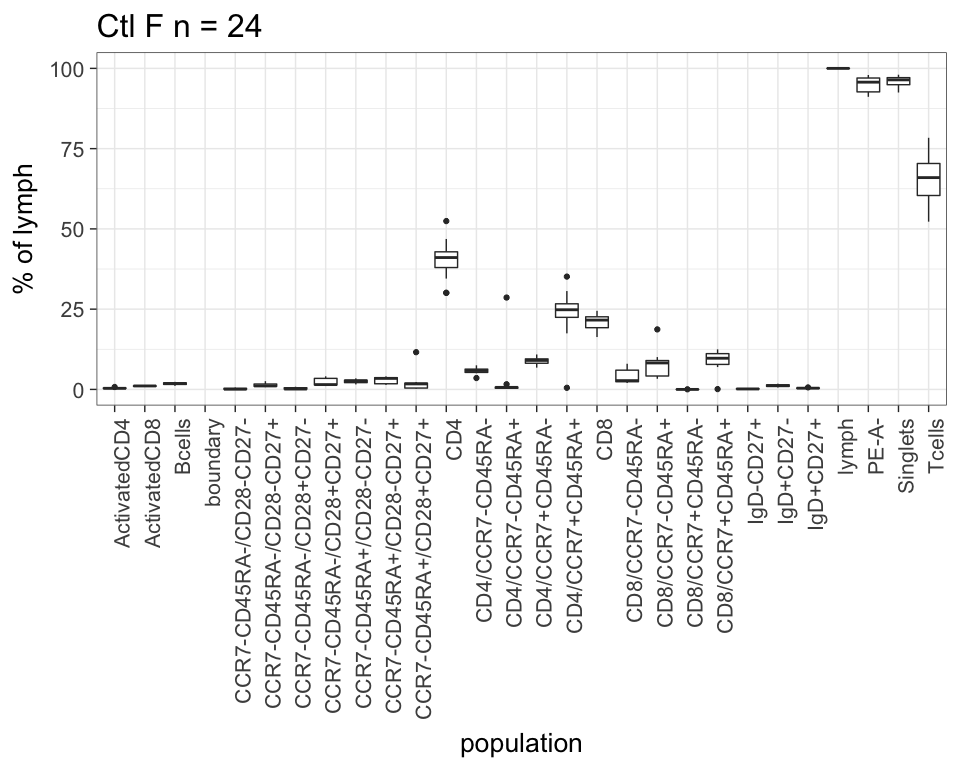 Ctl F n = 24
% of lymph
100
75
50
25
0
ActivatedCD4
ActivatedCD8
Bcells
boundary
CCR7-CD45RA-/CD28-CD27-
CCR7-CD45RA-/CD28-CD27+
CCR7-CD45RA-/CD28+CD27-
CCR7-CD45RA-/CD28+CD27+
CCR7-CD45RA+/CD28-CD27-
CCR7-CD45RA+/CD28-CD27+
CCR7-CD45RA+/CD28+CD27+
CD4
CD4/CCR7-CD45RA-
CD4/CCR7-CD45RA+
CD4/CCR7+CD45RA-
CD4/CCR7+CD45RA+
CD8
CD8/CCR7-CD45RA-
CD8/CCR7-CD45RA+
CD8/CCR7+CD45RA-
CD8/CCR7+CD45RA+
IgD-CD27+
IgD+CD27-
IgD+CD27+
lymph
PE-A-
Singlets
Tcells
population